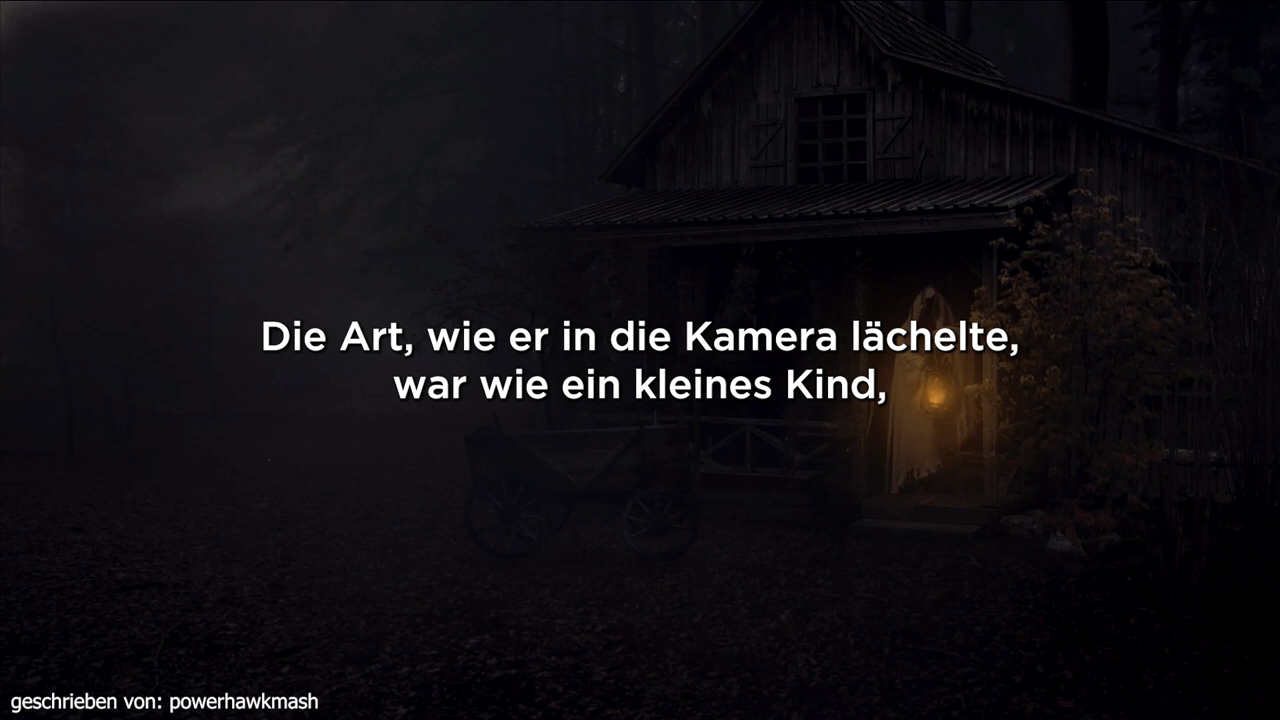 Die Art, wie er in die Kamera lächelte,
war wie ein kleines Kind,
geschrieben von: powerhawkmash